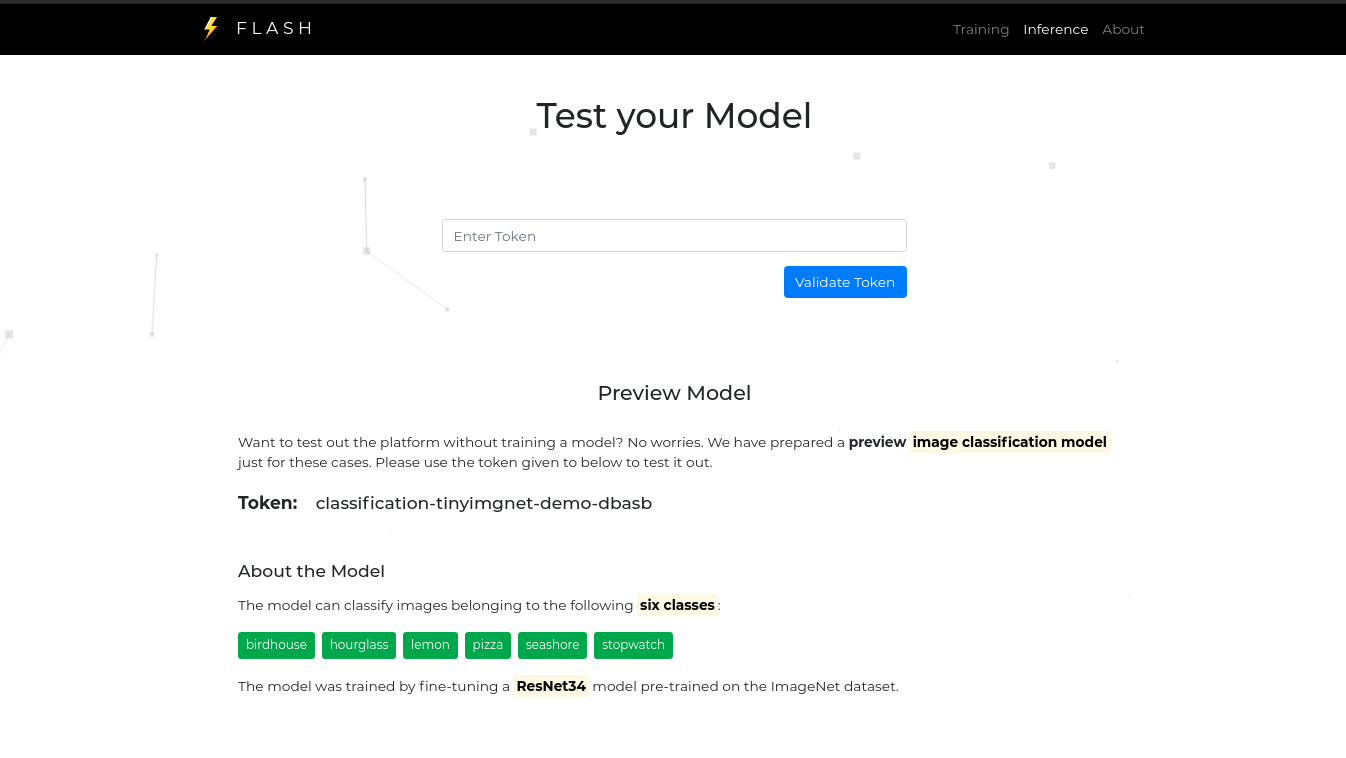 FLASH
Training Inference About
Test your Model
Enter Token
Validate Token
Preview Model
Want to test out the platform without training a model? No worries. We have prepared a preview image classification model
just for these cases. Please use the token given to below to test it out.
Token: classification-tinyimgnet-demo-dbasb
About the Model
The model can classify images belonging to the following six classes:
birdhouse hourglass lemon pizza seashore stopwatch
The model was trained by fine-tuning a ResNet34 model pre-trained on the ImageNet dataset.